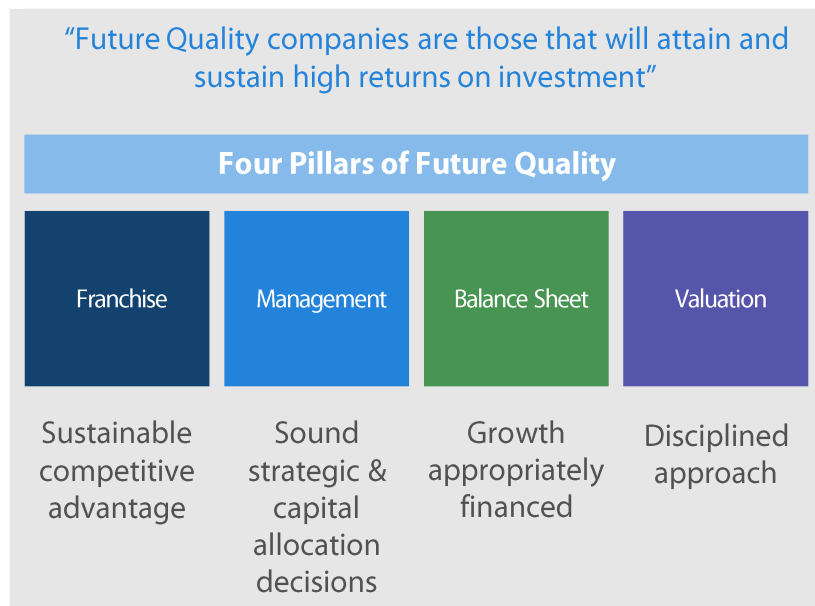 “Future Quality companies are those that will attain and
sustain high returns on investment”
Four Pillars of Future Quality
Franchise
Management
Balance Sheet
Valuation
Sustainable
competitive
advantage
Sound
strategic &
capital
allocation
decisions
Growth
appropriately
financed
Disciplined
approach